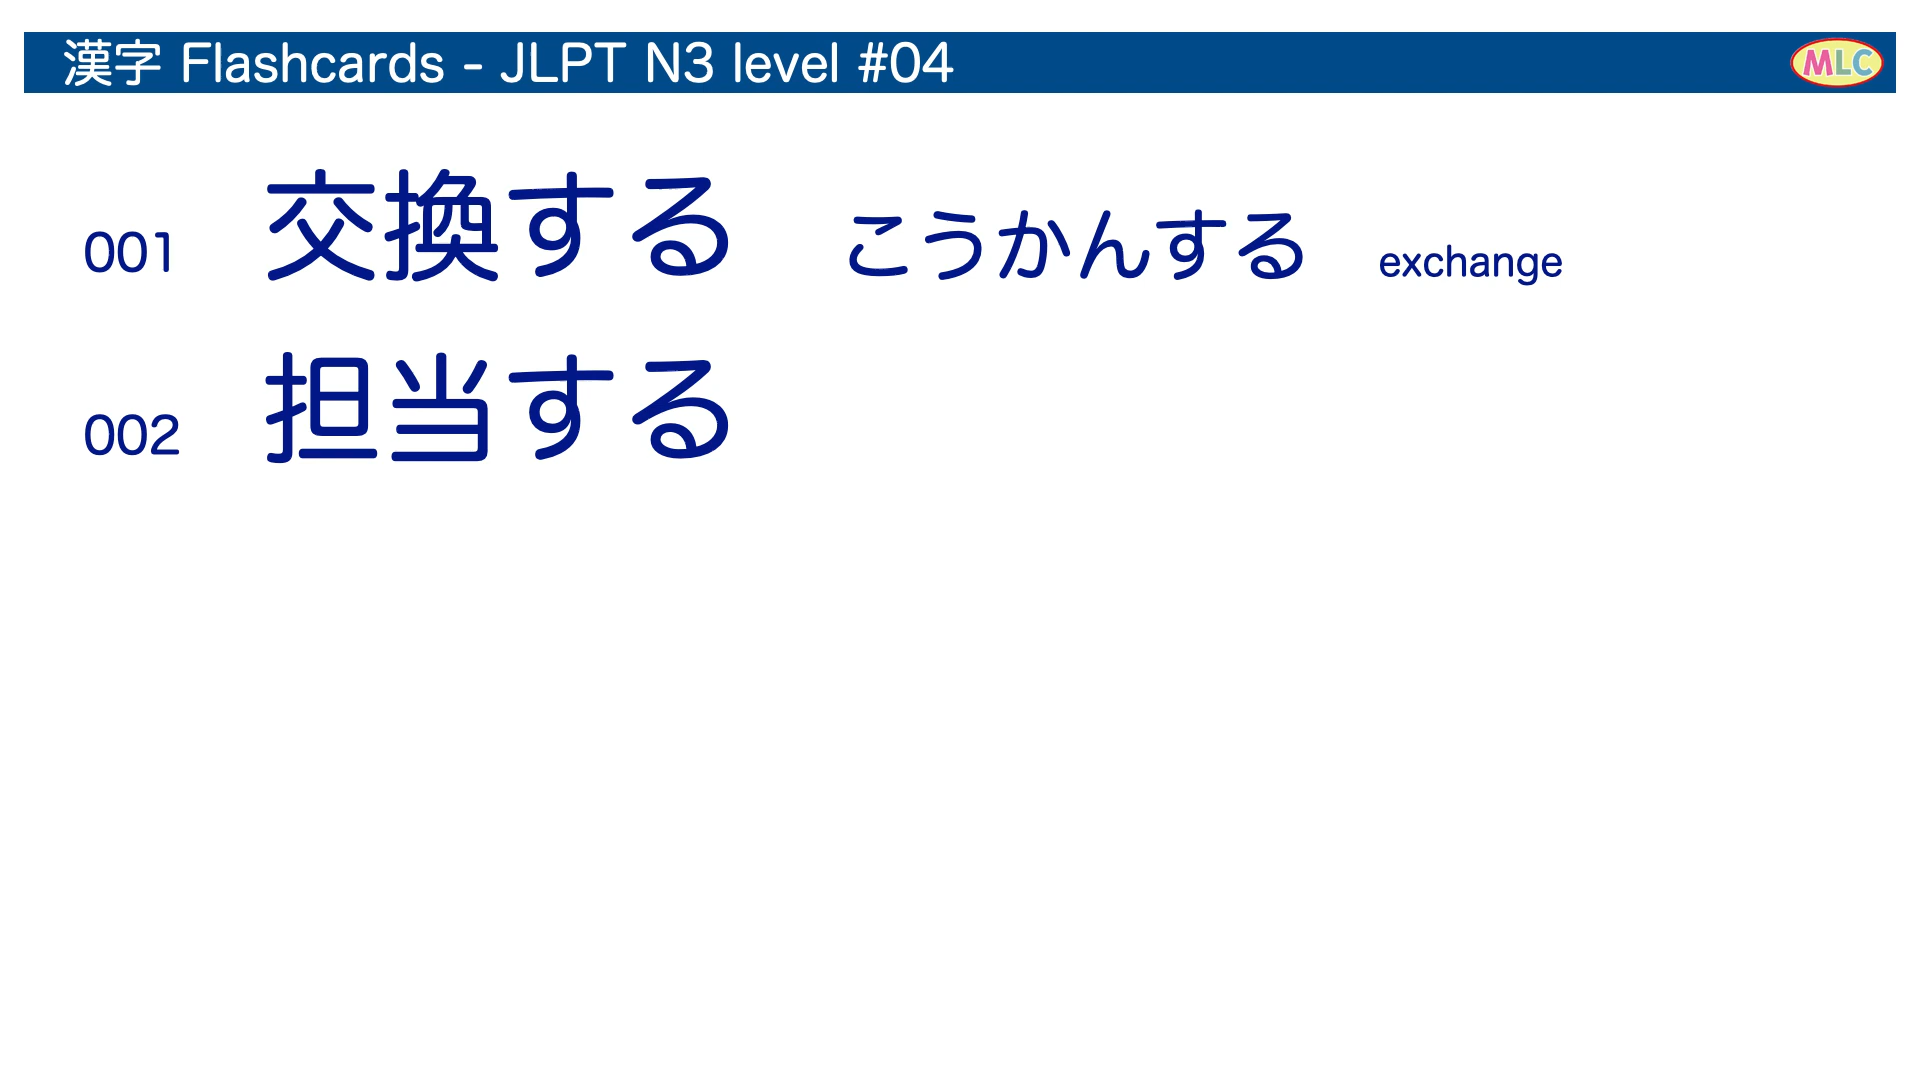 漢字 Flashcards - JLPT N3 level #04
MLC
001 交換する こうかんする exchange
002 担当する